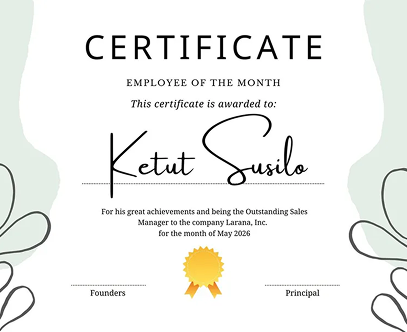 CERTIFICATE
EMPLOYEE OF THE MONTH
This certificate is awarded to:
Ketut Susilo
For his great achievements and being the Outstanding Sales
Manager to the company Larana, Inc.
for the month of May 2026
Founders
Principal